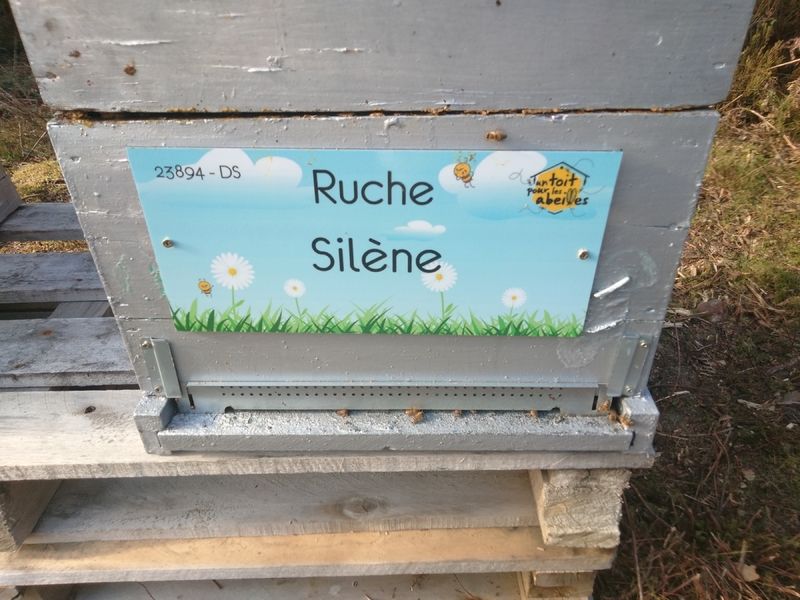 23894 - DS
Ruche
Silène
un toit
pour les
abeilles